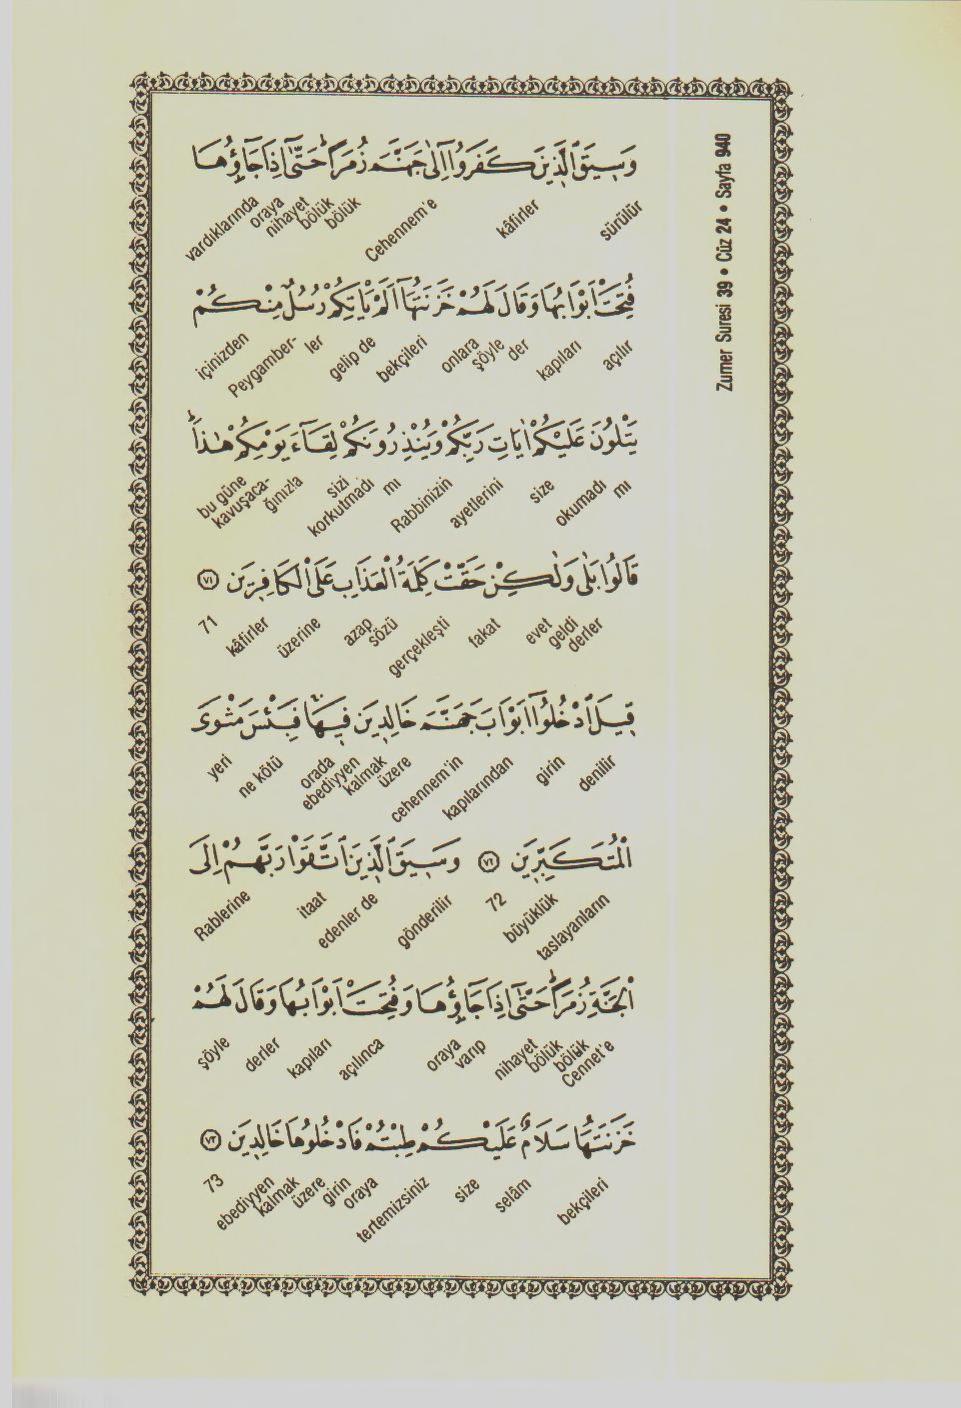 Zumer Suresi 39 • Cüz 24 • Sayfa 940
وَسٖيقَ الَّذٖينَ كَفَرُوا اِلٰى جَهَنَّمَ زُمَرًا حَتّٰٓى اِذَا جَٓاؤُ۫هَا
sürülür kâfirler Cehennem'e bölük bölük nihayet oraya vardıklarında
فُتِحَتْ اَبْوَابُهَا وَقَالَ لَهُمْ خَزَنَتُهَٓا اَلَمْ يَأْتِكُمْ رُسُلٌ مِنْكُمْ
açılır kapıları der şöyle onlara bekçileri gelip de Peygamber- ler içinizden
يَتْلُونَ عَلَيْكُمْ اٰيَاتِ رَبِّكُمْ وَيُنْذِرُونَكُمْ لِقَٓاءَ يَوْمِكُمْ هٰذَا
okumadı mı size ayetlerini Rabbinizin korkutmadı mı sizi bu güne kavuşaca- ğınızla
قَالُوا بَلٰى وَلٰكِنْ حَقَّتْ كَلِمَةُ الْعَذَابِ عَلَى الْكَافِرٖينَ ﴿٧١﴾
derler geldi evet fakat gerçekleşti azap sözü üzerine kâfirler 71
قٖيلَ ادْخُلُٓوا اَبْوَابَ جَهَنَّمَ خَالِدٖينَ فٖيهَا فَبِئْسَ مَثْوَى
denilir girin kapılarından cehennem'in orada ebediyyen kalmak üzere ne kötü yeri
الْمُتَكَبِّرٖينَ ﴿٧٢﴾ وَسٖيقَ الَّذٖينَ اتَّقَوْا رَبَّهُمْ اِلَى
büyüklük taslayanların 72 gönderilir itaat edenler de Rablerine
الْجَنَّةِ زُمَرًا حَتّٰٓى اِذَا جَٓاؤُ۫هَا وَفُتِحَتْ اَبْوَابُهَا وَقَالَ لَهُمْ
Cennet'e bölük bölük nihayet oraya varıp açılınca kapıları derler şöyle
خَزَنَتُهَا سَلَامٌ عَلَيْكُمْ طِبْتُمْ فَادْخُلُوهَا خَالِدٖينَ ﴿٧٣﴾
bekçileri selâm size tertemizsiniz oraya girin ebediyyen kalmak üzere 73